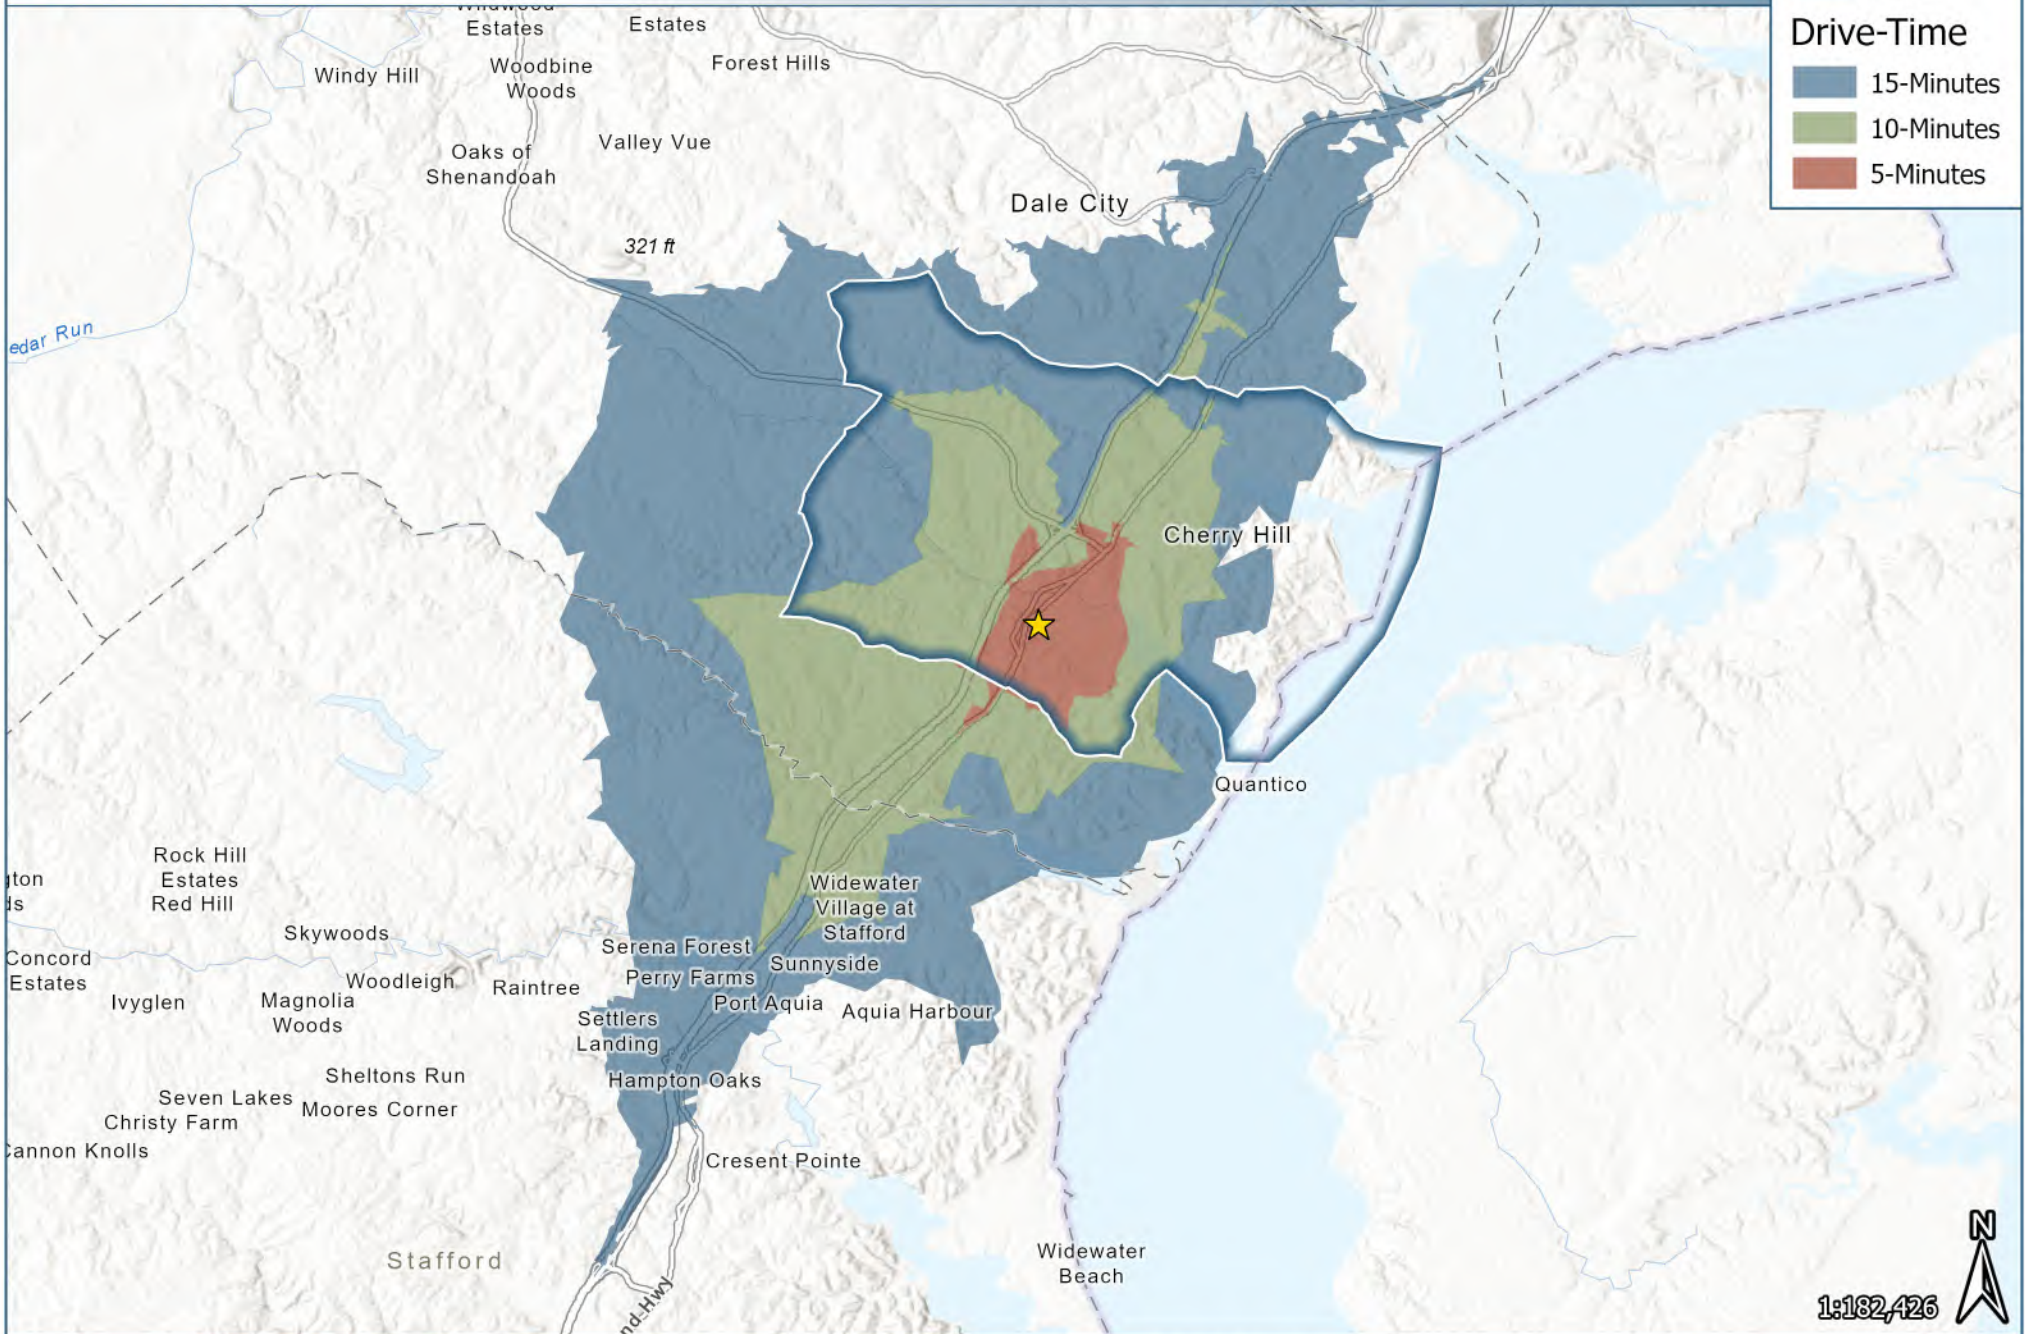 Estates
Estates
Windy Hill
Woodbine
Woods
Forest Hills
Oaks of
Shenandoah
Valley Vue
Dale City
321 ft
Drive-Time
15-Minutes
10-Minutes
5-Minutes
edar Run
Cherry Hill
Quantico
Rock Hill
Estates
Red Hill
Skywoods
Concord
Estates
Ivyglen
Magnolia
Woods
Woodleigh
Raintree
Widewater
Village at
Stafford
Serena Forest
Perry Farms
Sunnyside
Port Aquia
Aquia Harbour
Settlers
Landing
Hampton Oaks
Sheltons Run
Seven Lakes
Moores Corner
Christy Farm
Cannon Knolls
Cresent Pointe
Stafford
Widewater
Beach
nd-Hwy
N
1:182,426